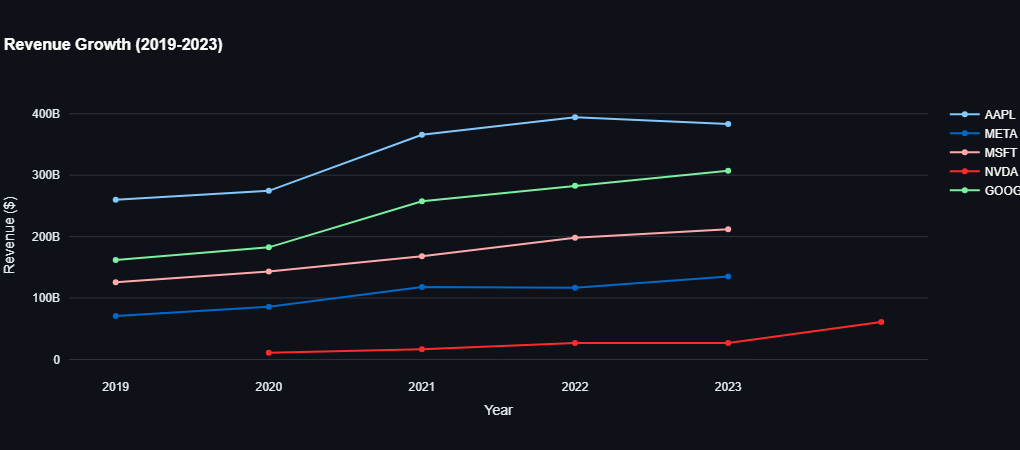 Revenue Growth (2019-2023)
400B
300B
200B
100B
0
Revenue ($)
2019 2020 2021 2022 2023
Year
AAPL
META
MSFT
NVDA
GOOG